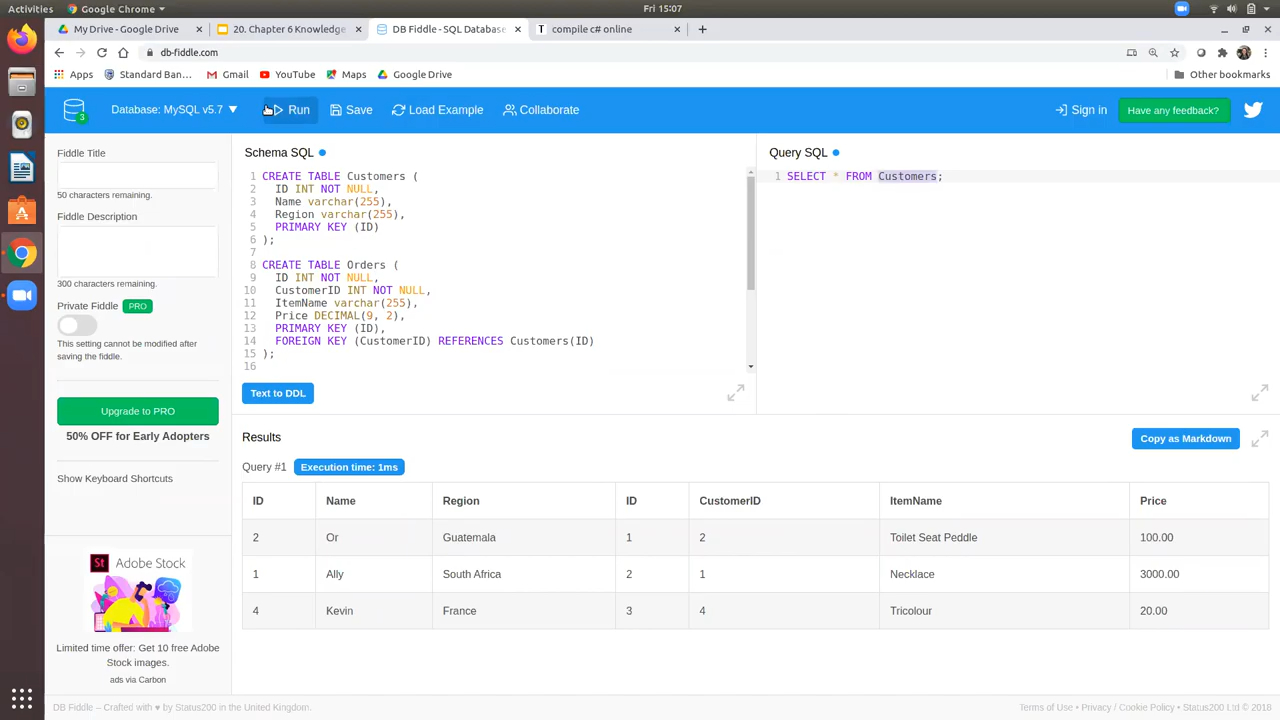 Activities Google Chrome Fri 15:07
My Drive - Google Drive 20. Chapter 6 Knowledge DB Fiddle - SQL Database compile c# online
db-fiddle.com
Apps Standard Ban... Gmail YouTube Maps Google Drive Other bookmarks
3 Database: MySQL v5.7 Run Save Load Example Collaborate Sign in Have any feedback?
Fiddle Title
50 characters remaining.
Fiddle Description
300 characters remaining.
Private Fiddle PRO
This setting cannot be modified after
saving the fiddle.
Upgrade to PRO
50% OFF for Early Adopters
Show Keyboard Shortcuts
St Adobe Stock
Limited time offer: Get 10 free Adobe
Stock images.
ads via Carbon
Schema SQL
1 CREATE TABLE Customers (
2 ID INT NOT NULL,
3 Name varchar(255),
4 Region varchar(255),
5 PRIMARY KEY (ID)
6 );
7
8 CREATE TABLE Orders (
9 ID INT NOT NULL,
10 CustomerID INT NOT NULL,
11 ItemName varchar(255),
12 Price DECIMAL(9, 2),
13 PRIMARY KEY (ID),
14 FOREIGN KEY (CustomerID) REFERENCES Customers(ID)
15 );
16
Text to DDL
Query SQL
1 SELECT * FROM Customers;
Results
Copy as Markdown
Query #1 Execution time: 1ms
ID Name Region ID CustomerID ItemName Price
2 Or Guatemala 1 2 Toilet Seat Peddle 100.00
1 Ally South Africa 2 1 Necklace 3000.00
4 Kevin France 3 4 Tricolour 20.00
DB Fiddle – Crafted with ♥ by Status200 in the United Kingdom. Terms of Use • Privacy / Cookie Policy • Status200 Ltd © 2018